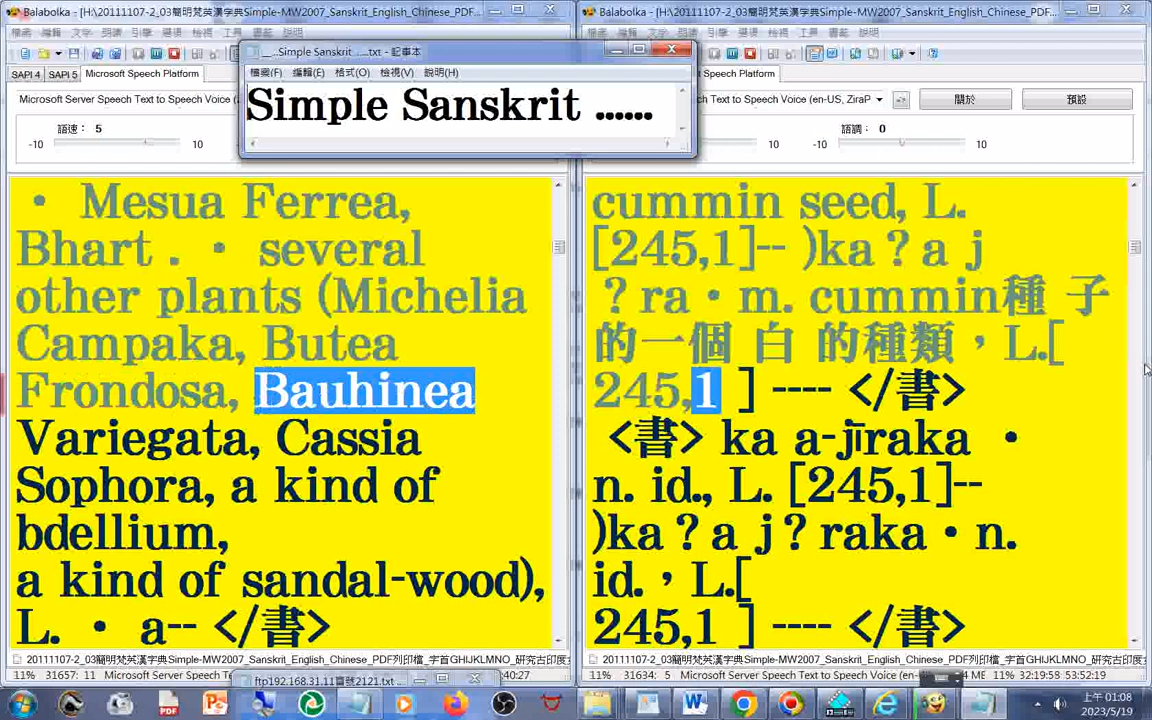 Balabolka - [H:\20111107-2_03簡明梵英漢字典Simple-MW2007_Sanskrit_English_Chinese_PDF...
Balabolka - [H:\20111107-2_03簡明梵英漢字典Simple-MW2007_Sanskrit_English_Chinese_PDF...
__...Simple Sanskrit ......txt - 記事本
檔案(F) 編輯(E) 格式(O) 檢視(V) 說明(H)
Simple Sanskrit ......
SAPI 4 SAPI 5 Microsoft Speech Platform
Speech Platform
Microsoft Server Speech Text to Speech Voice
Text to Speech Voice (en-US, ZiraP
關於
預設
語速： 5
語調： 0
-10 10
10 -10 10
• Mesua Ferrea,
Bhart . • several
other plants (Michelia
Campaka, Butea
Frondosa, Bauhinea
Variegata, Cassia
Sophora, a kind of
bdellium,
a kind of sandal-wood),
L. • a-- </書>
cummin seed, L.
[245,1]-- )ka？a j
？ra•m. cummin種 子
的一個 白 的種類，L.[
245,1 ] ---- </書>
<書> ka a-jīraka •
n. id., L. [245,1]--
)ka？a j？raka•n.
id.，L.[
245,1 ] ---- </書>
20111107-2_03簡明梵英漢字典Simple-MW2007_Sanskrit_English_Chinese_PDF列印檔_字首GHIJKLMNO_研究古印度
20111107-2_03簡明梵英漢字典Simple-MW2007_Sanskrit_English_Chinese_PDF列印檔_字首GHIJKLMNO_研究古印度
11% 31657: 11 Microsoft Server Speech
40:27
11% 31634: 5 Microsoft Server Speech Text to Speech Voice (en-
11% 32:19:58 53:52:19
ftp192.168.31.11埠號2121.txt ...
上午 01:08
2023/5/19